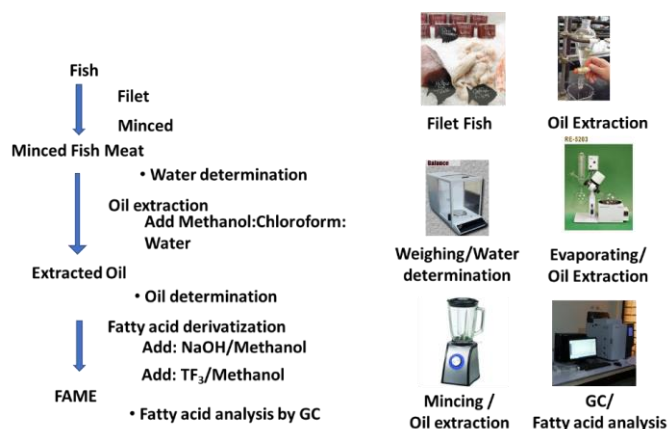 Fish
Filet
Minced
Minced Fish Meat
• Water determination
Oil extraction
Add Methanol:Chloroform:
Water
Extracted Oil
• Oil determination
Fatty acid derivatization
Add: NaOH/Methanol
Add: TF₃/Methanol
FAME
• Fatty acid analysis by GC
Filet Fish
Oil Extraction
Balance
RE-5203
Weighing/Water
determination
Evaporating/
Oil Extraction
Mincing /
Oil extraction
GC/
Fatty acid analysis